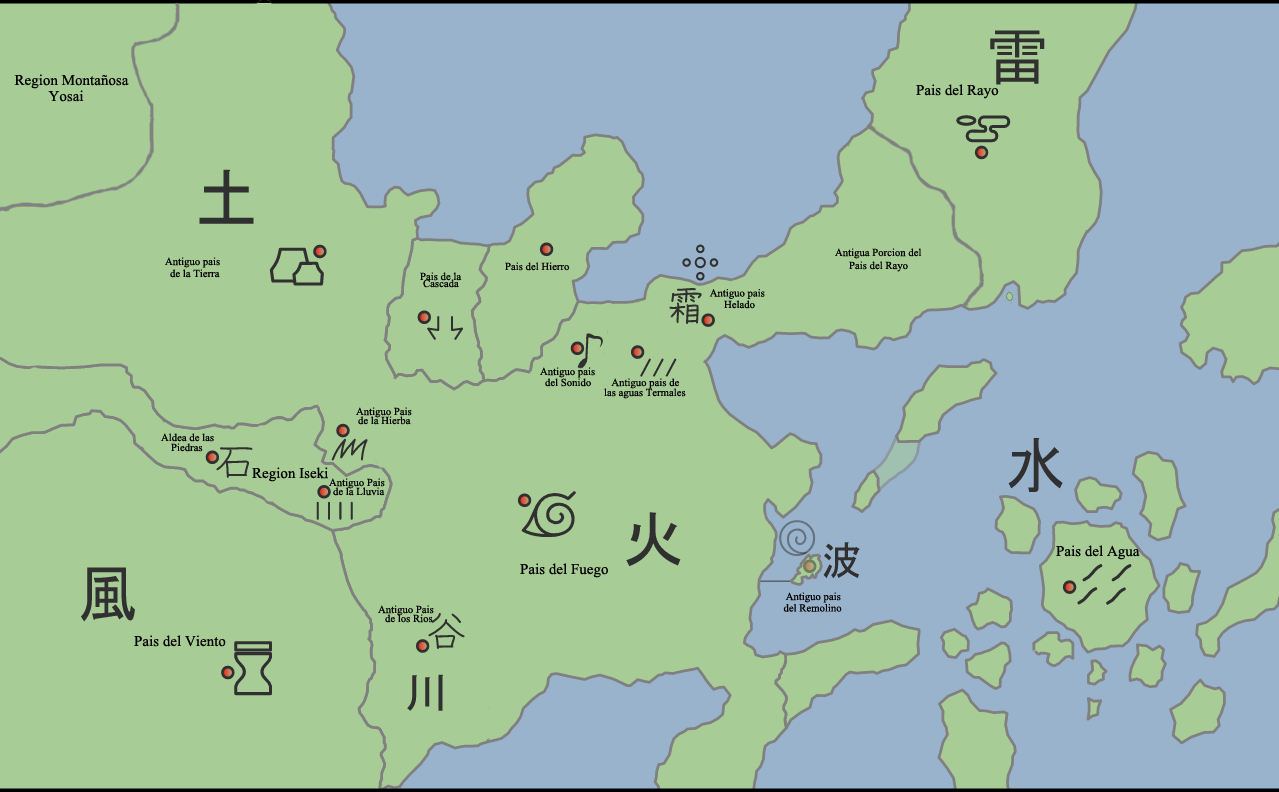 Region Montañosa
Yosai
雷
Pais del Rayo
土
Antiguo pais
de la Tierra
Pais de la
Cascada
Pais del Hierro
Antigua Porcion del
Pais del Rayo
霜
Antiguo pais
Helado
Antiguo pais
del Sonido
Antiguo pais de
las aguas Termales
Antiguo Pais
de la Hierba
Aldea de las
Piedras
石
Region Iseki
Antiguo Pais
de la Lluvia
水
Pais del Agua
火
Pais del Fuego
波
Antiguo pais
del Remolino
風
Pais del Viento
Antiguo Pais
de los Rios
谷
川